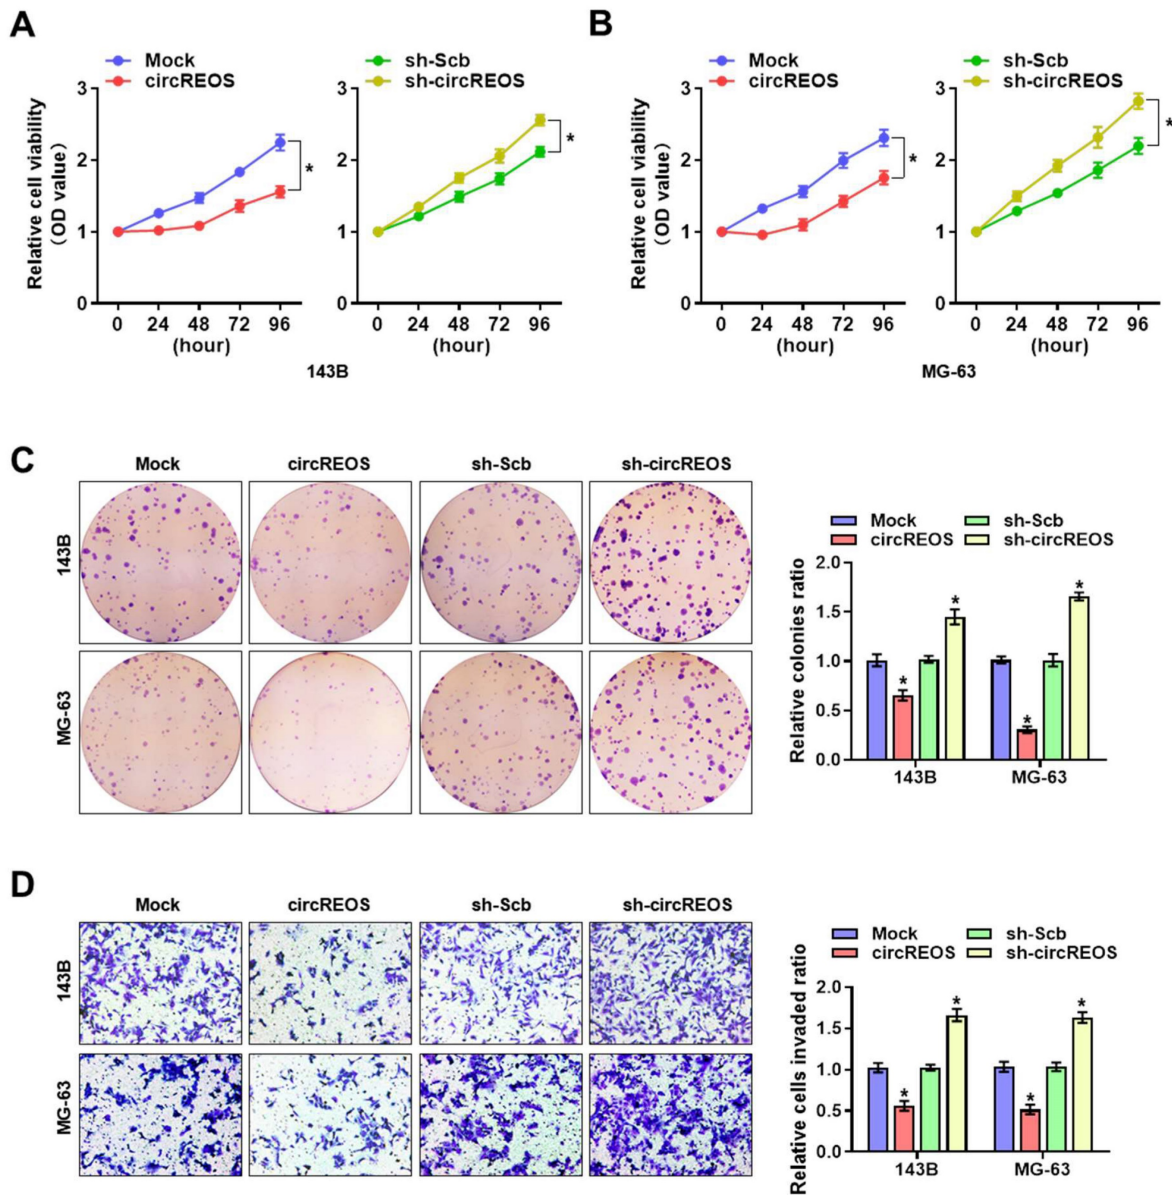 A
B
Mock
circREOS
sh-Scb
sh-circREOS
Mock
circREOS
sh-Scb
sh-circREOS
Relative cell viability
(OD value)
3
2
1
0
*
0 24 48 72 96
(hour)
3
2
1
0
*
0 24 48 72 96
(hour)
143B
Relative cell viability
(OD value)
3
2
1
0
*
0 24 48 72 96
(hour)
3
2
1
0
*
0 24 48 72 96
(hour)
MG-63
C
Mock circREOS sh-Scb sh-circREOS
143B
MG-63
Mock sh-Scb
circREOS sh-circREOS
Relative colonies ratio
2.0
1.5
1.0
0.5
0.0
* * * *
143B MG-63
D
Mock circREOS sh-Scb sh-circREOS
143B
MG-63
Mock sh-Scb
circREOS sh-circREOS
Relative cells invaded ratio
2.0
1.5
1.0
0.5
0.0
* * * *
143B MG-63